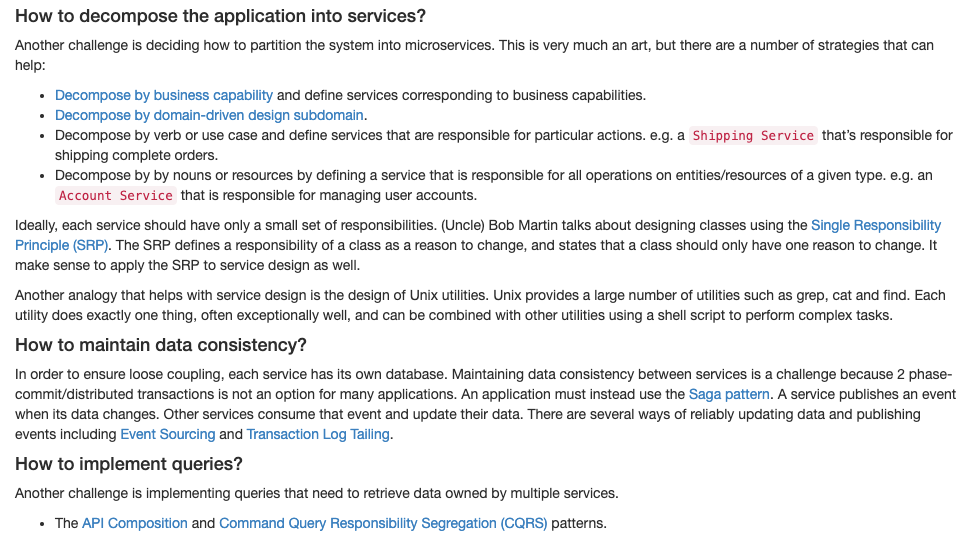 How to decompose the application into services?
Another challenge is deciding how to partition the system into microservices. This is very much an art, but there are a number of strategies that can
help:
• Decompose by business capability and define services corresponding to business capabilities.
• Decompose by domain-driven design subdomain.
• Decompose by verb or use case and define services that are responsible for particular actions. e.g. a Shipping Service that's responsible for
shipping complete orders.
• Decompose by by nouns or resources by defining a service that is responsible for all operations on entities/resources of a given type. e.g. an
Account Service that is responsible for managing user accounts.
Ideally, each service should have only a small set of responsibilities. (Uncle) Bob Martin talks about designing classes using the Single Responsibility
Principle (SRP). The SRP defines a responsibility of a class as a reason to change, and states that a class should only have one reason to change. It
make sense to apply the SRP to service design as well.
Another analogy that helps with service design is the design of Unix utilities. Unix provides a large number of utilities such as grep, cat and find. Each
utility does exactly one thing, often exceptionally well, and can be combined with other utilities using a shell script to perform complex tasks.
How to maintain data consistency?
In order to ensure loose coupling, each service has its own database. Maintaining data consistency between services is a challenge because 2 phase-
commit/distributed transactions is not an option for many applications. An application must instead use the Saga pattern. A service publishes an event
when its data changes. Other services consume that event and update their data. There are several ways of reliably updating data and publishing
events including Event Sourcing and Transaction Log Tailing.
How to implement queries?
Another challenge is implementing queries that need to retrieve data owned by multiple services.
• The API Composition and Command Query Responsibility Segregation (CQRS) patterns.